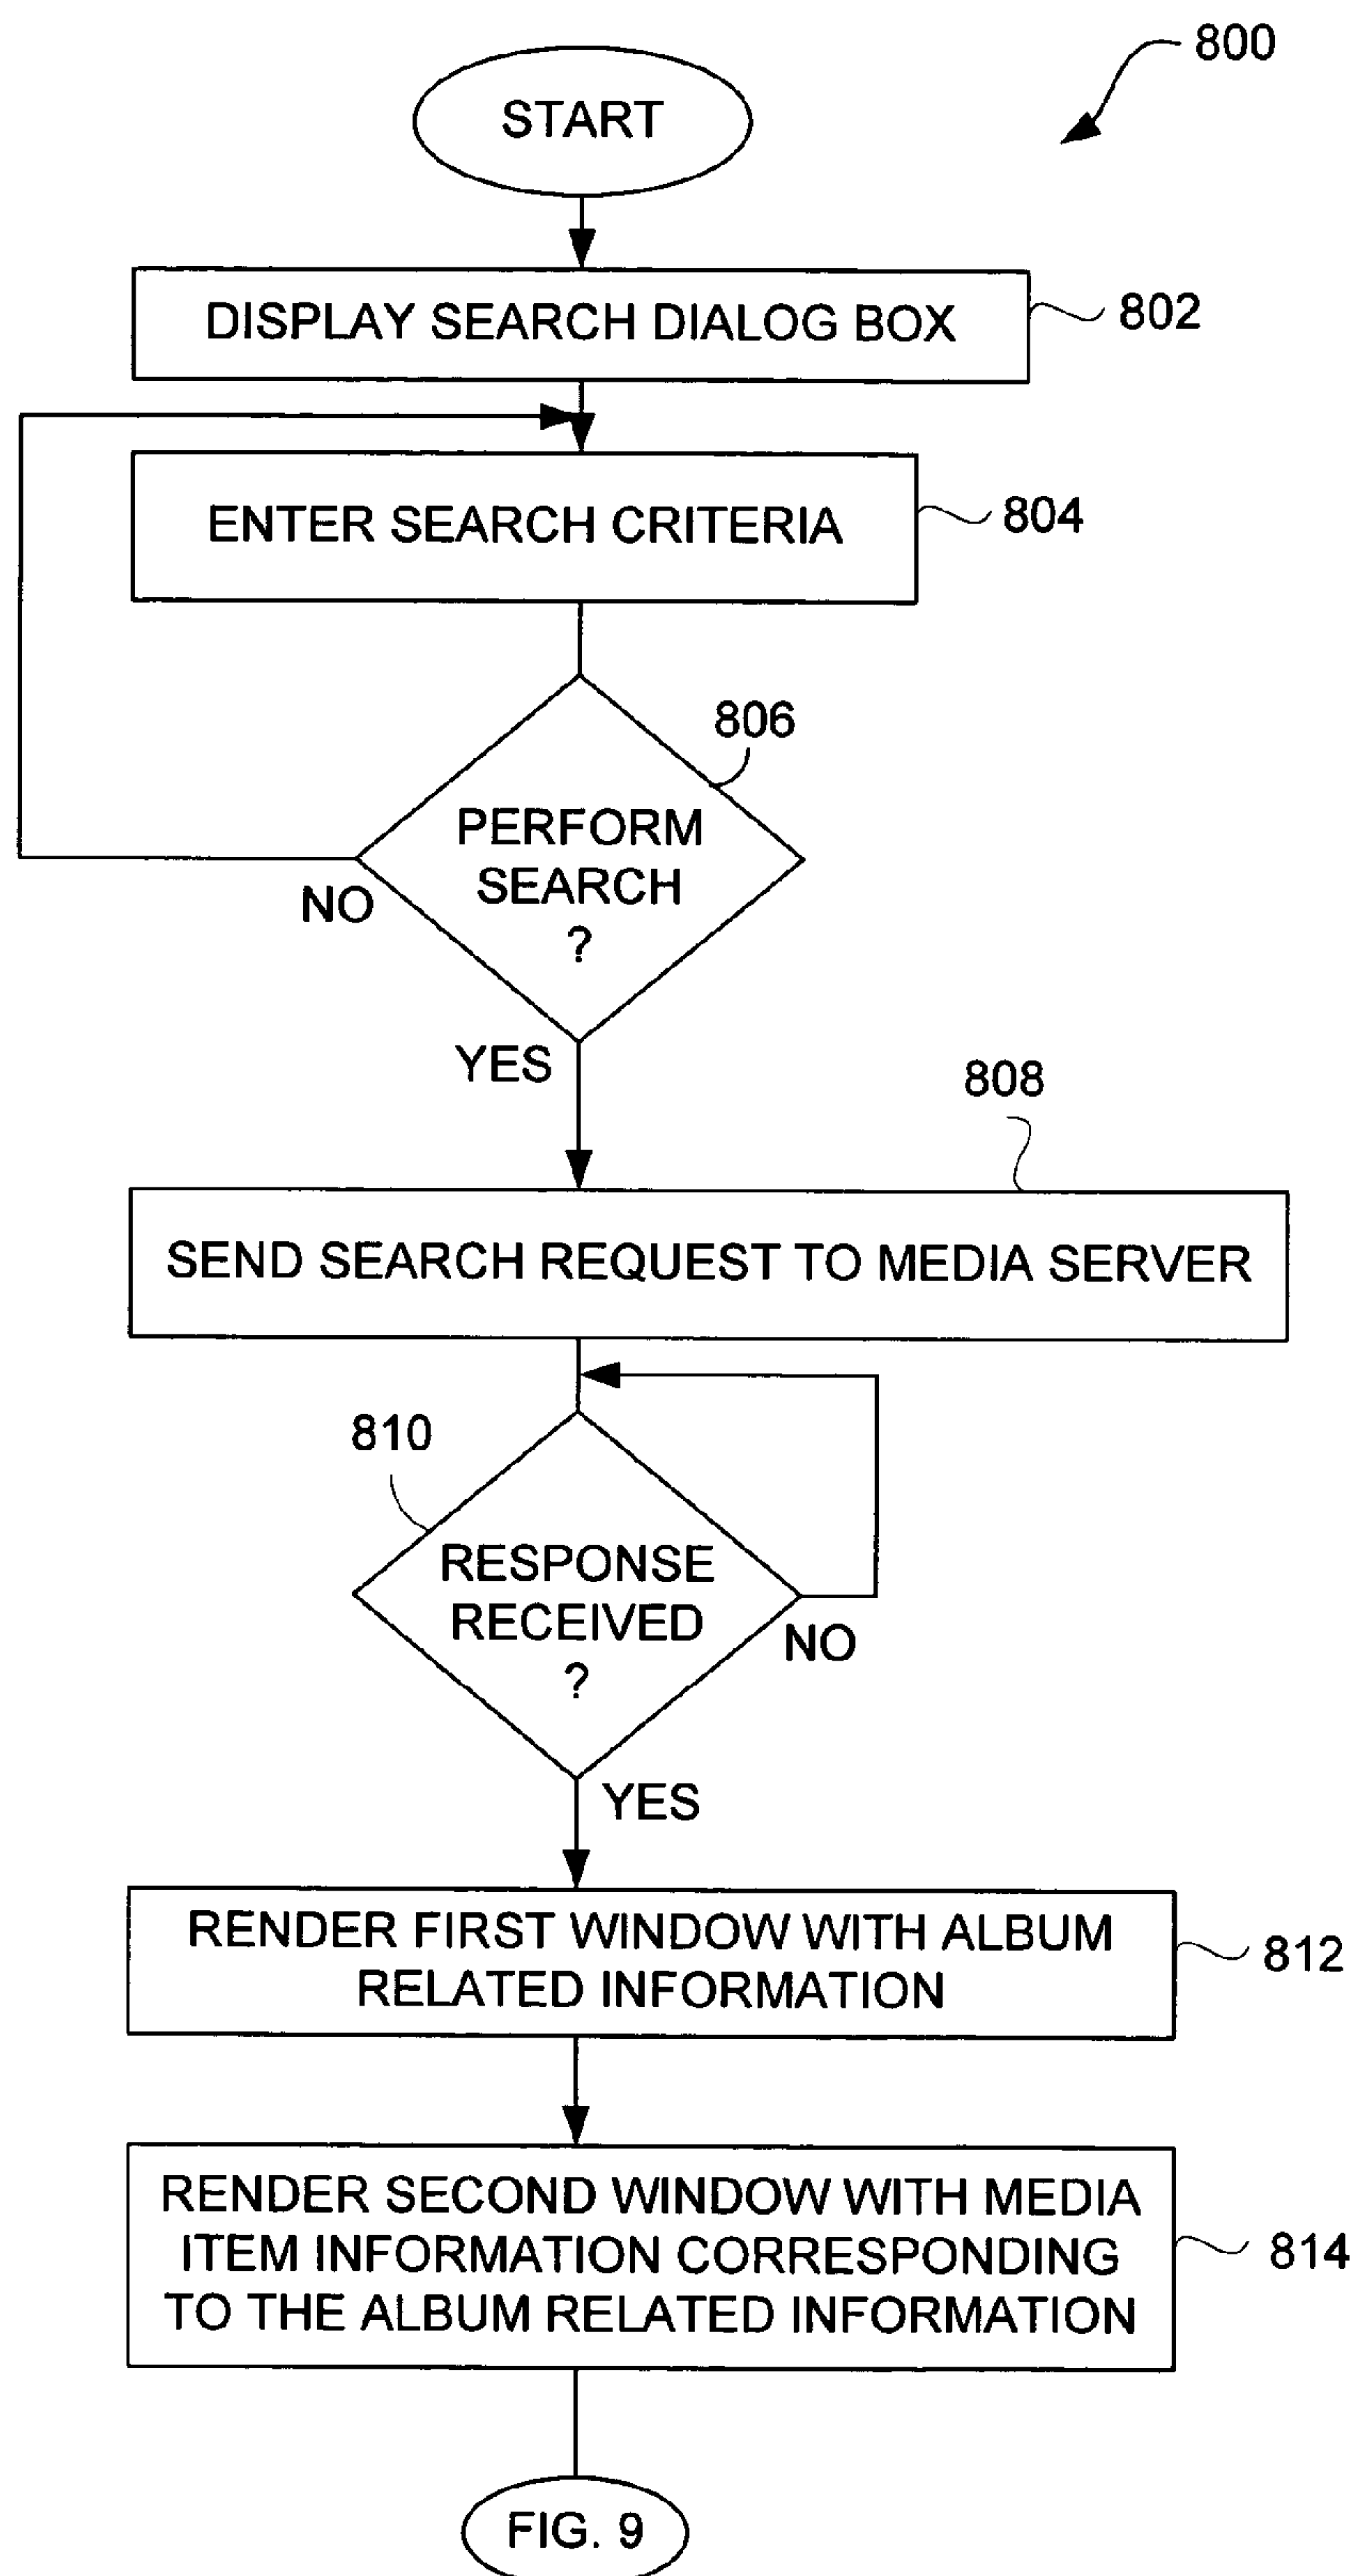 800
START
DISPLAY SEARCH DIALOG BOX
802
ENTER SEARCH CRITERIA
804
806
PERFORM
SEARCH
?
NO
YES
808
SEND SEARCH REQUEST TO MEDIA SERVER
810
RESPONSE
RECEIVED
?
NO
YES
RENDER FIRST WINDOW WITH ALBUM
RELATED INFORMATION
812
RENDER SECOND WINDOW WITH MEDIA
ITEM INFORMATION CORRESPONDING
TO THE ALBUM RELATED INFORMATION
814
FIG. 9